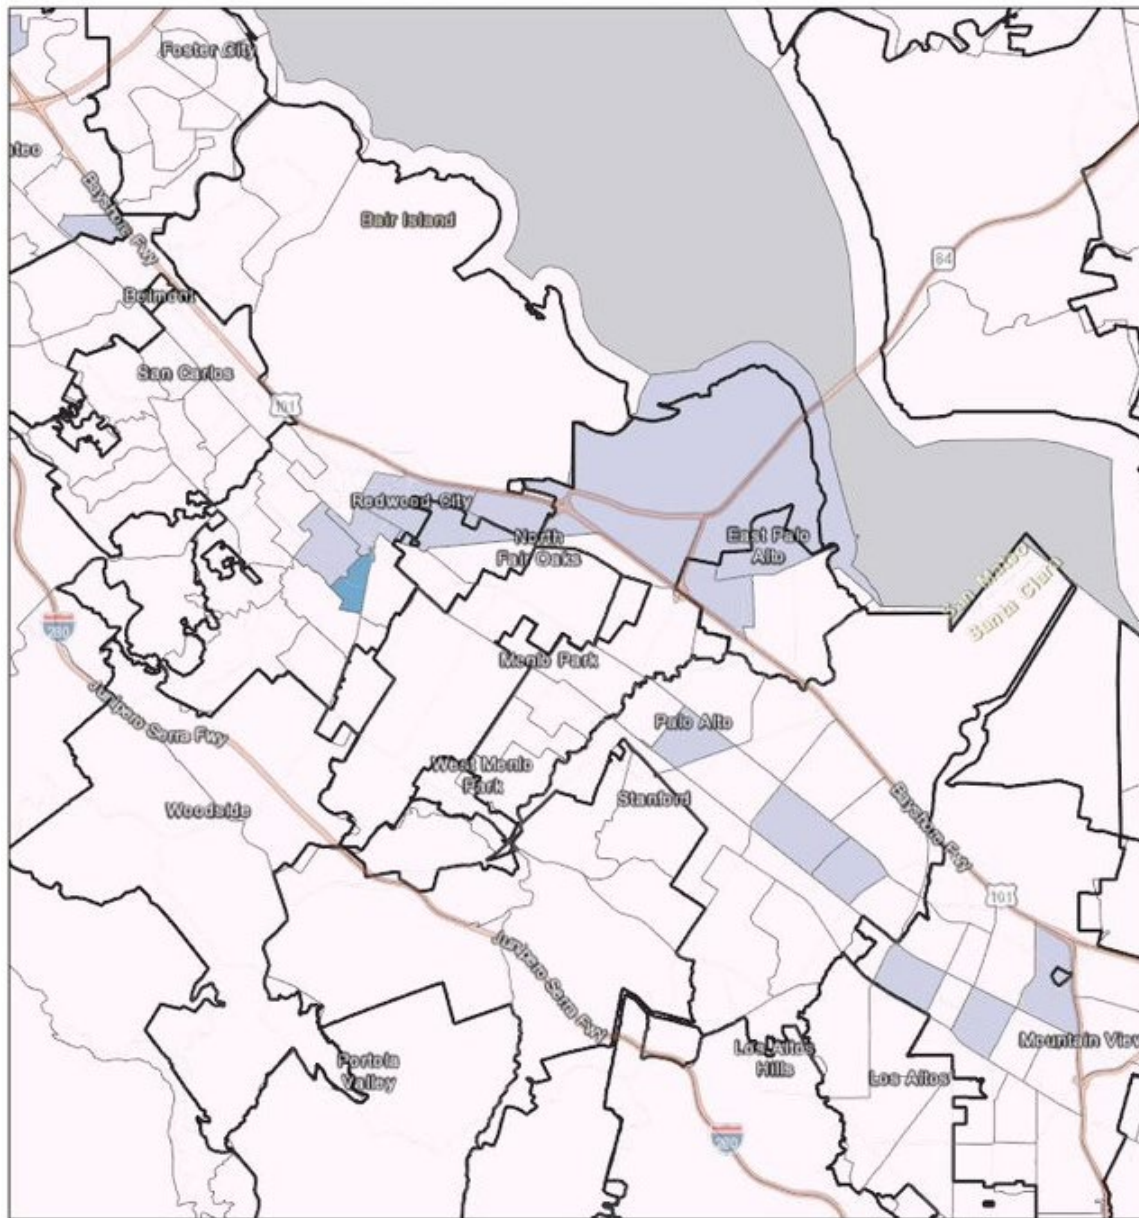 Foster City
ateo
Bayshore Fwy
Bair Island
84
Belmont
San Carlos
101
Redwood City
North
Fair Oaks
East Palo
Alto
San Mateo
Santa Clara
280
Menlo Park
Junipero Serra Fwy
Palo Alto
West Menlo
Park
Stanford
Woodside
Bayshore Fwy
101
Junipero Serra Fwy
Mountain View
Portola
Valley
Los Altos
Hills
Los Altos
280